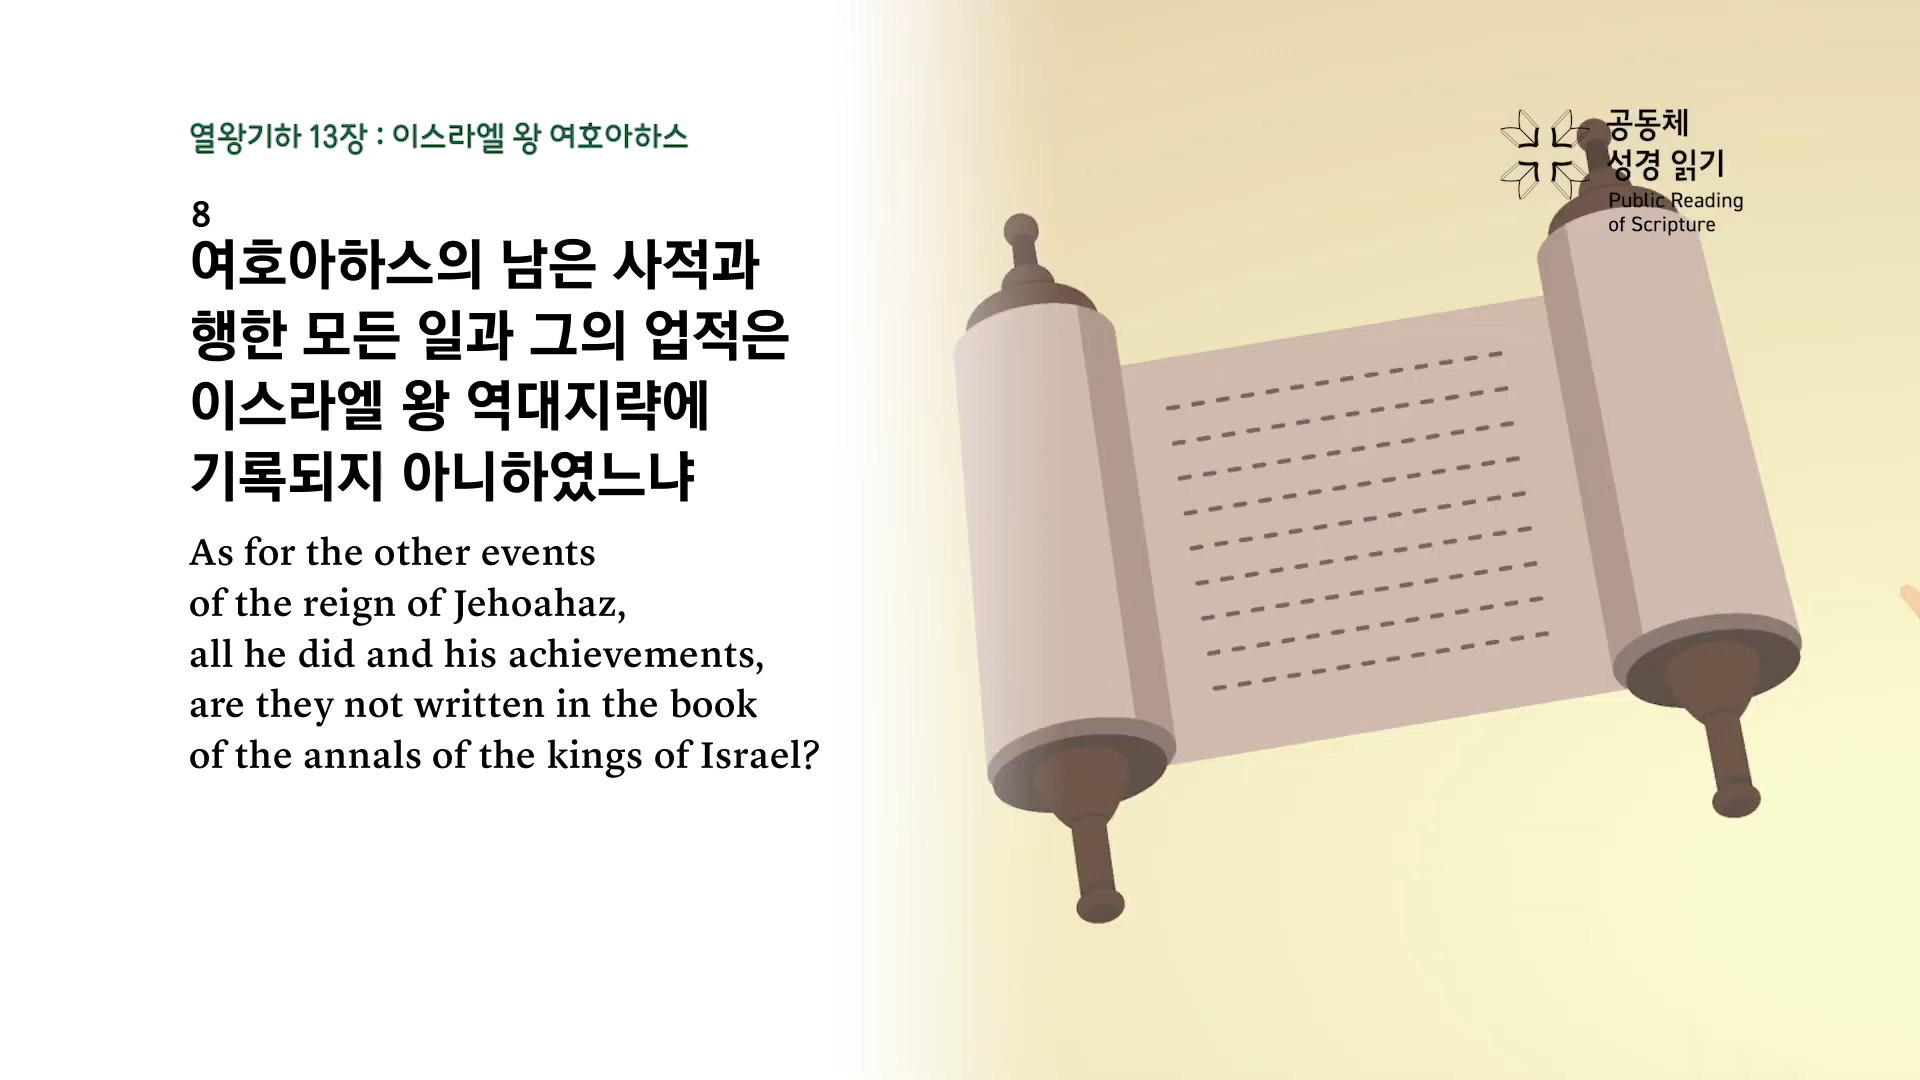 열왕기하 13장 : 이스라엘 왕 여호아하스
8
여호아하스의 남은 사적과
행한 모든 일과 그의 업적은
이스라엘 왕 역대지략에
기록되지 아니하였느냐
As for the other events
of the reign of Jehoahaz,
all he did and his achievements,
are they not written in the book
of the annals of the kings of Israel?
공동체
성경 읽기
Public Reading
of Scripture